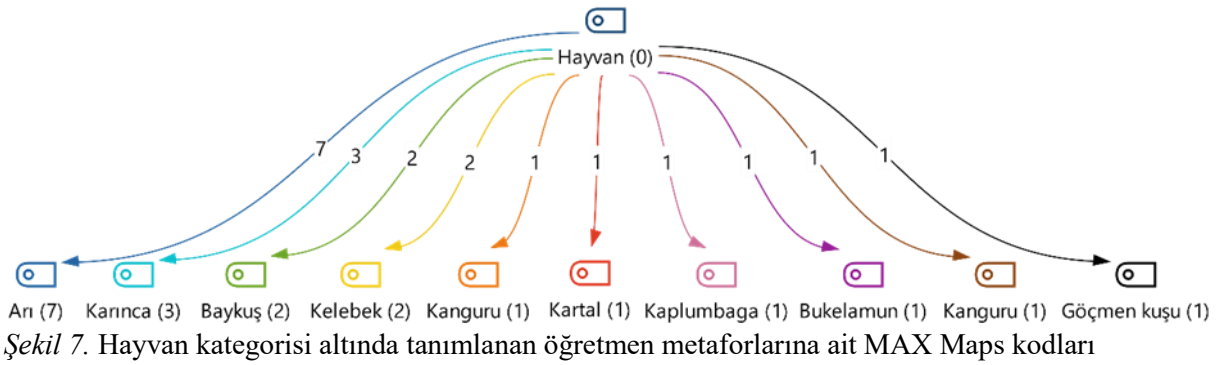 Hayvan (0)
7 3 2 2 1 1 1 1 1 1
Arı (7) Karınca (3) Baykuş (2) Kelebek (2) Kanguru (1) Kartal (1) Kaplumbaga (1) Bukelamun (1) Kanguru (1) Göçmen kuşu (1)
Şekil 7. Hayvan kategorisi altında tanımlanan öğretmen metaforlarına ait MAX Maps kodları